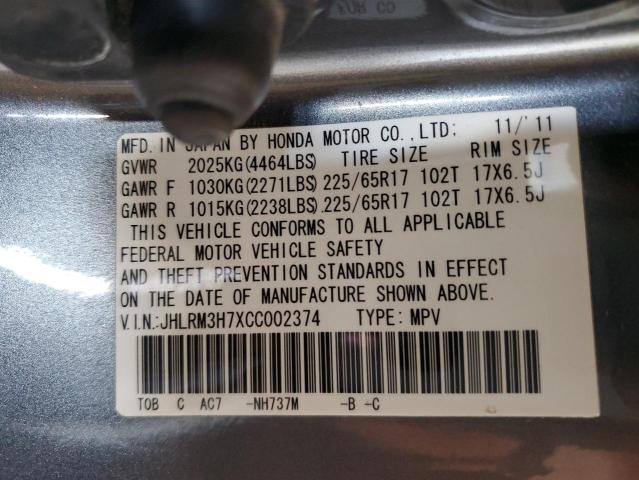 MFD. IN JAPAN BY HONDA MOTOR CO., LTD: 11/'11
GVWR 2025KG(4464LBS) TIRE SIZE RIM SIZE
GAWR F 1030KG(2271LBS) 225/65R17 102T 17X6.5J
GAWR R 1015KG(2238LBS) 225/65R17 102T 17X6.5J
THIS VEHICLE CONFORMS TO ALL APPLICABLE
FEDERAL MOTOR VEHICLE SAFETY
AND THEFT PREVENTION STANDARDS IN EFFECT
ON THE DATE OF MANUFACTURE SHOWN ABOVE.
V.I.N.:JHLRM3H7XCC002374 TYPE: MPV
TOB C AC7 -NH737M -B -C